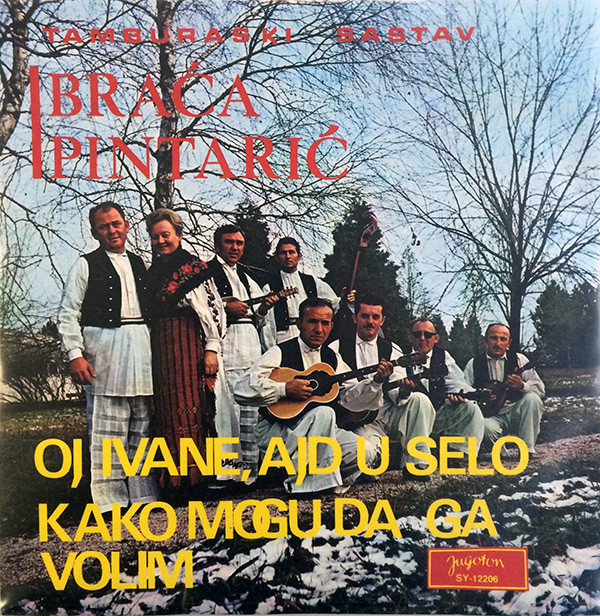 TAMBURAŠKI SASTAV
BRAĆA
PINTARIĆ
OJ IVANE, AJD U SELO
KAKO MOGU DA GA
VOLIM
Jugoton
SY-12206